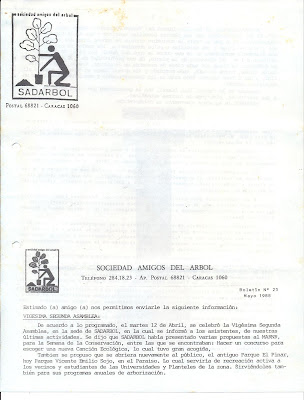 sociedad amigos del arbol
SADARBOL
POSTAL 68821 - CARACAS 1060
SADARBOL
SOCIEDAD AMIGOS DEL ARBOL
TELÉFONO 284.18.23 - AP. POSTAL 68821 - CARACAS 1060
Boletín Nº 23
Mayo 1988
Estimado (a) amigo (a) nos permitimos enviarle la siguiente información:
VIGESIMA SEGUNDA ASAMBLEA:
De acuerdo a lo programado, el martes 12 de Abril, se celebró la Vigésima Segunda
Asamblea, en la sede de SADARBOL, en la cual se informó a los asistentes, de nuestras
últimas actividades. Se dijo que SADARBOL había presentado varias propuestas al MARNR,
para la Semana de la Conservación, entre las que se encontraban: Hacer un concurso para
escoger una nueva Canción Ecológica, lo cual tuvo gran acogida,
Tambien se propuso que se abriera nuevamente al público, el antiguo Parque El Pinar,
hoy Parque Vicente Emilio Sojo, en el Paraíso. Lo cual serviría de recreación activa a
los vecinos y estudiantes de las Universidades y Planteles de la zona. Sirviéndoles tam-
bién para sus programas anuales de arborización.